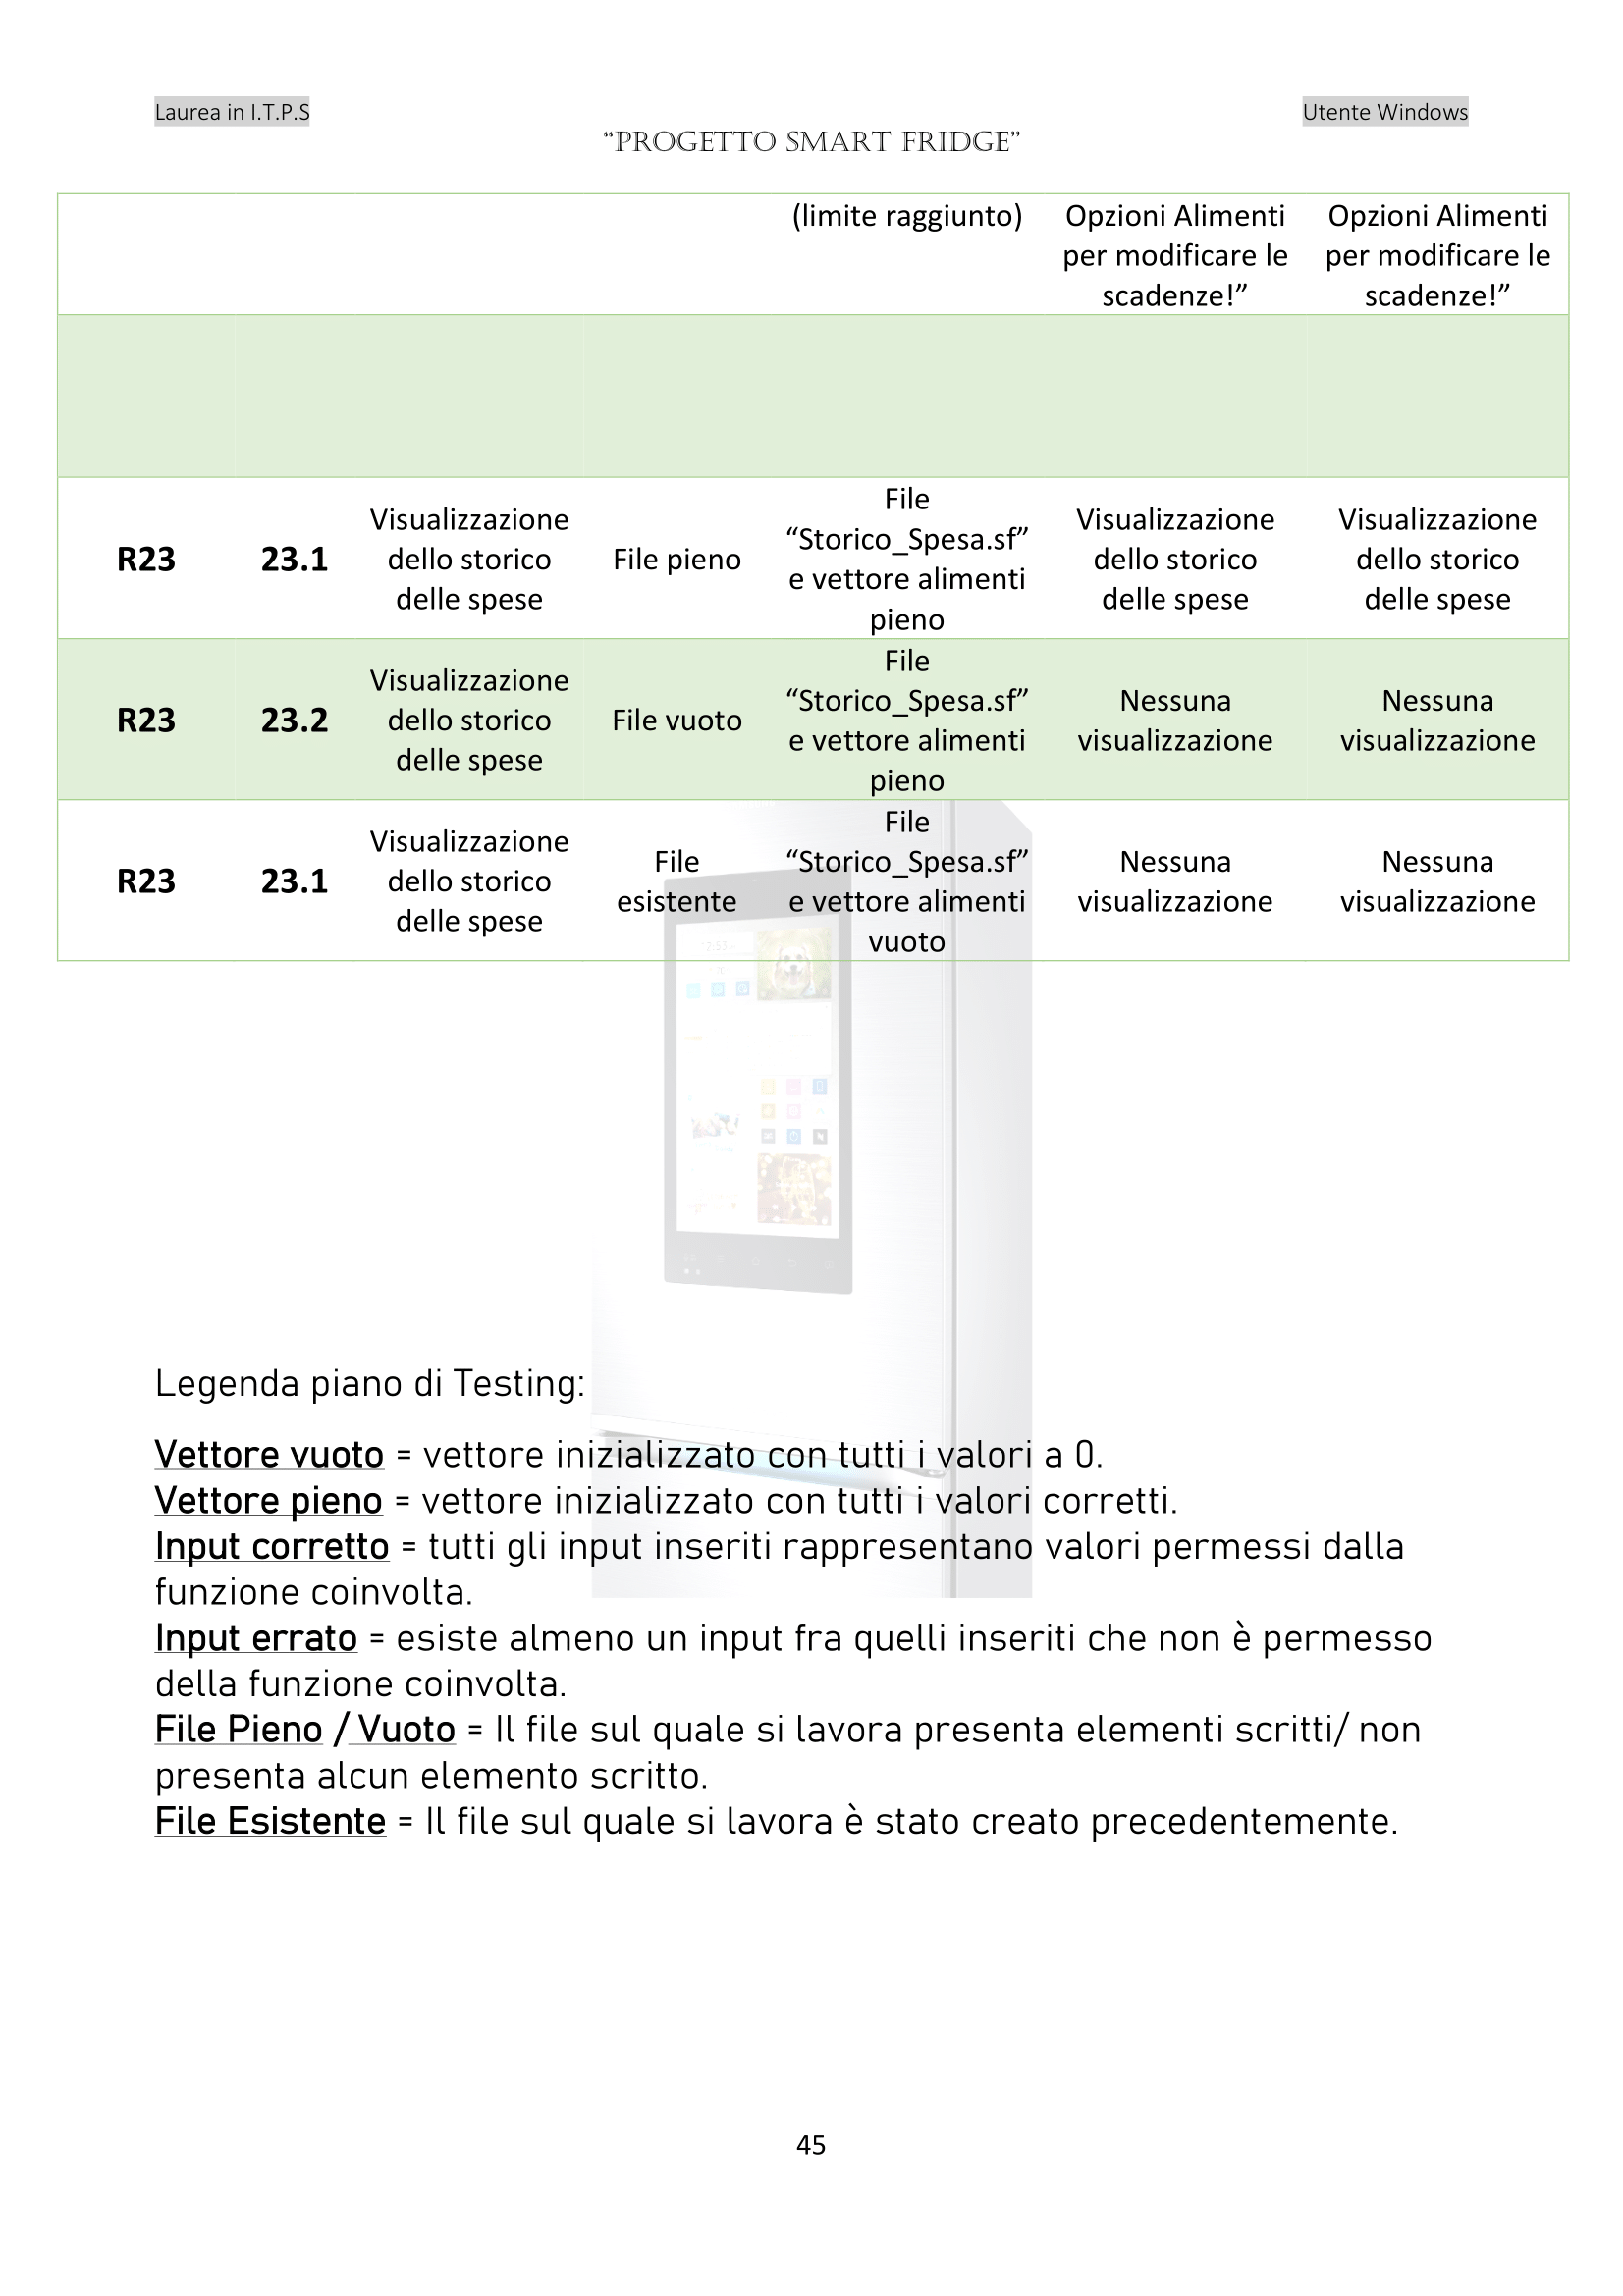 Laurea in I.T.P.S
Utente Windows
“PROGETTO SMART FRIDGE”
(limite raggiunto)
Opzioni Alimenti
per modificare le
scadenze!”
Opzioni Alimenti
per modificare le
scadenze!”
R23
23.1
Visualizzazione
dello storico
delle spese
File pieno
File
“Storico_Spesa.sf”
e vettore alimenti
pieno
Visualizzazione
dello storico
delle spese
Visualizzazione
dello storico
delle spese
R23
23.2
Visualizzazione
dello storico
delle spese
File vuoto
File
“Storico_Spesa.sf”
e vettore alimenti
pieno
Nessuna
visualizzazione
Nessuna
visualizzazione
R23
23.1
Visualizzazione
dello storico
delle spese
File
esistente
File
“Storico_Spesa.sf”
e vettore alimenti
vuoto
Nessuna
visualizzazione
Nessuna
visualizzazione
Legenda piano di Testing:
Vettore vuoto = vettore inizializzato con tutti i valori a 0.
Vettore pieno = vettore inizializzato con tutti i valori corretti.
Input corretto = tutti gli input inseriti rappresentano valori permessi dalla
funzione coinvolta.
Input errato = esiste almeno un input fra quelli inseriti che non è permesso
della funzione coinvolta.
File Pieno / Vuoto = Il file sul quale si lavora presenta elementi scritti/ non
presenta alcun elemento scritto.
File Esistente = Il file sul quale si lavora è stato creato precedentemente.
45